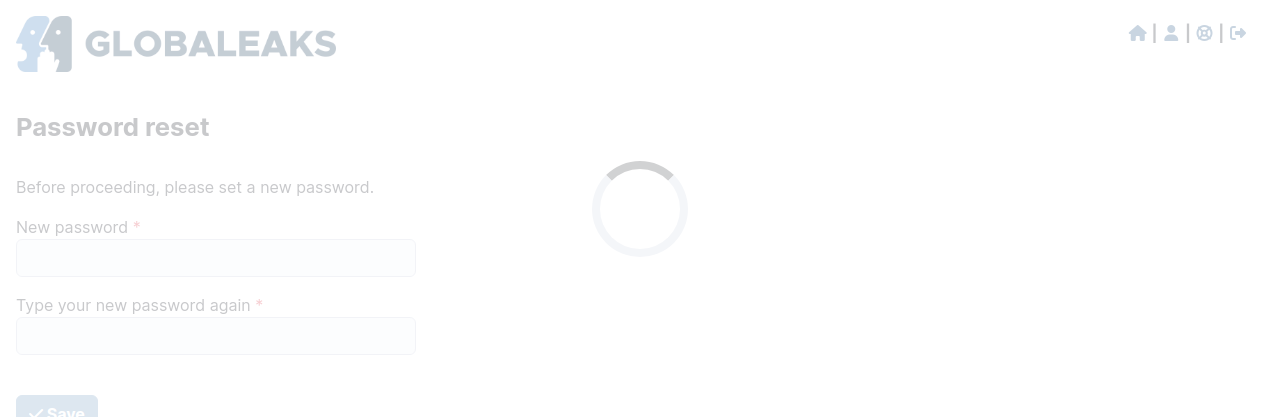 GLOBALEAKS
| | |
Password reset
Before proceeding, please set a new password.
New password *
Type your new password again *
Save